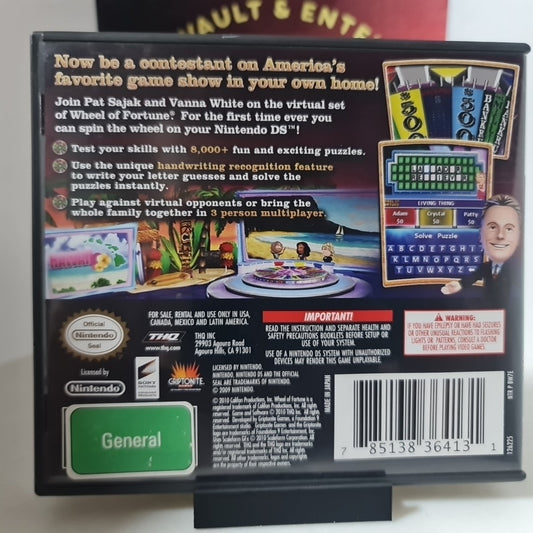 VAULT & ENTE
Now be a contestant on America's
favorite game show in your own home!
Join Pat Sajak and Vanna White on the virtual set
of Wheel of Fortune®. For the first time ever you
can spin the wheel on your Nintendo DS™!
Test your skills with 8,000+ fun and exciting puzzles.
Use the unique handwriting recognition feature
to write your letter guesses and solve the
puzzles instantly.
Play against virtual opponents or bring the
whole family together in 3 person multiplayer.
LIVING THING
Adam Crystal Patty
$0 $0 $0
Solve Puzzle
A B C D E F G H I J
K L M N O P Q R S T
U V W X Y Z
Official
Nintendo
Seal
Licensed by
Nintendo
FOR SALE, RENTAL AND USE ONLY IN USA,
CANADA, MEXICO AND LATIN AMERICA.
THQ
www.thq.com
THQ INC
29903 Agoura Road
Agoura Hills, CA 91301
SONY
PICTURES
GRIPTONITE
GAMES
LICENSED BY NINTENDO.
NINTENDO, NINTENDO DS AND THE OFFICIAL
SEAL ARE TRADEMARKS OF NINTENDO.
© 2009 NINTENDO.
IMPORTANT!
READ THE INSTRUCTION AND SEPARATE HEALTH AND
SAFETY PRECAUTIONS BOOKLETS BEFORE SETUP OR
USE OF YOUR SYSTEM.
USE OF A NINTENDO DS SYSTEM WITH UNAUTHORIZED
DEVICES MAY RENDER THIS GAME UNPLAYABLE.
WARNING:
IF YOU HAVE EPILEPSY OR HAVE HAD SEIZURES
OR OTHER UNUSUAL REACTIONS TO FLASHING
LIGHTS OR PATTERNS, CONSULT A DOCTOR
BEFORE PLAYING VIDEO GAMES.
MADE IN JAPAN
General
7 85138 36413 1
126225